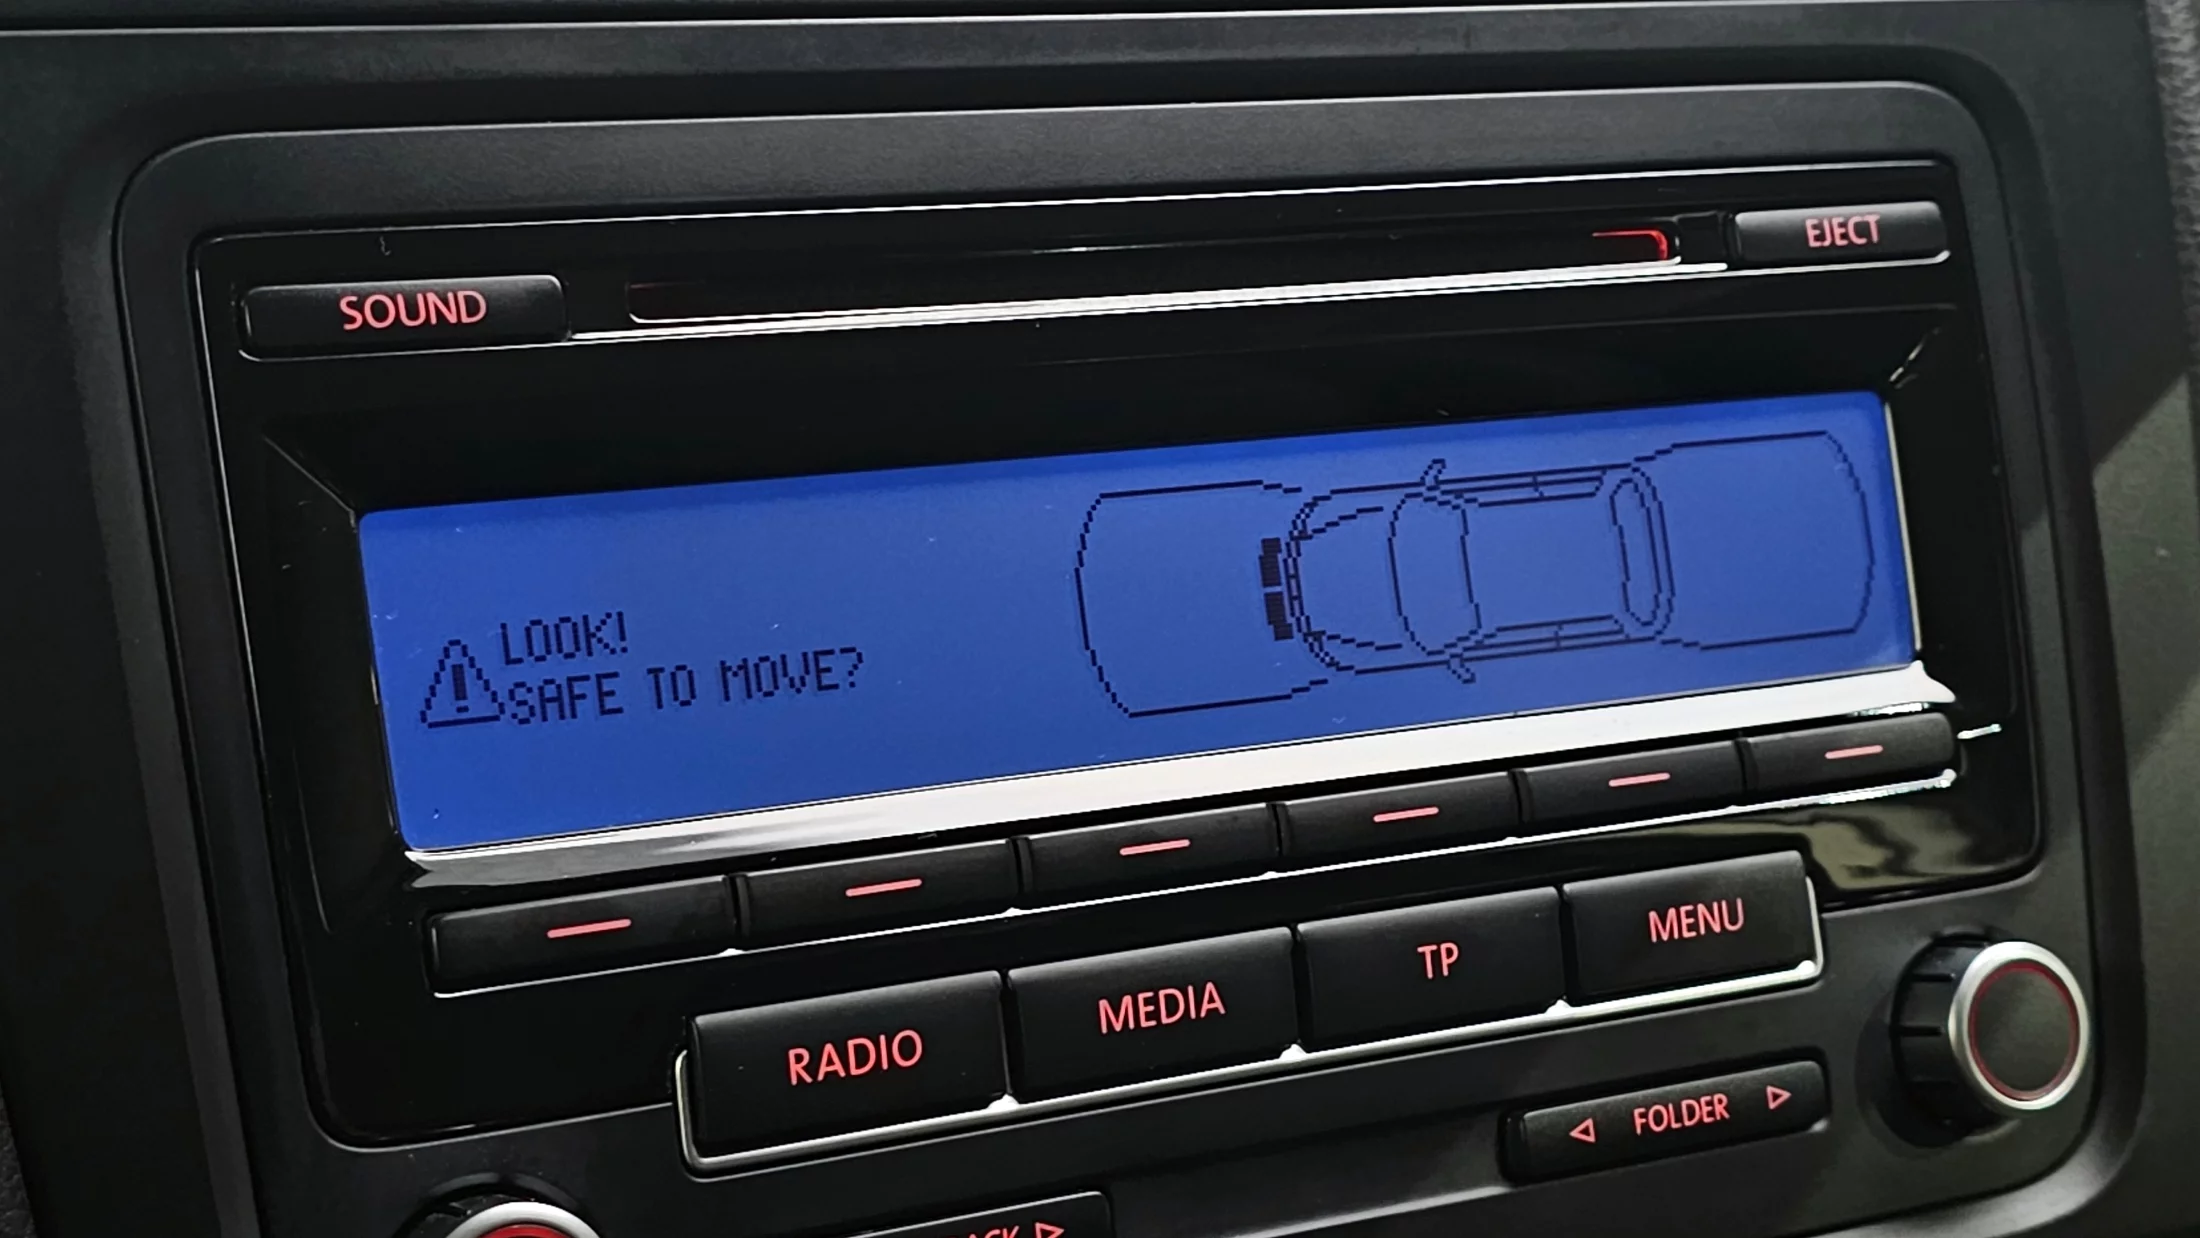 SOUND
EJECT
LOOK!
SAFE TO MOVE?
RADIO
MEDIA
TP
MENU
FOLDER